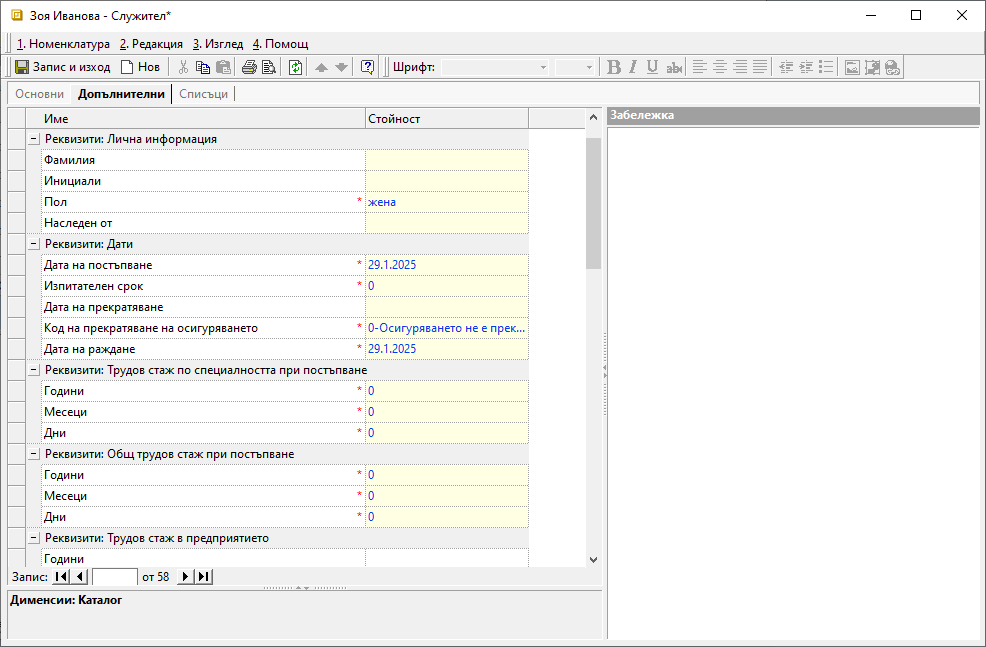 Зоя Иванова - Служител*
1. Номенклатура 2. Редакция 3. Изглед 4. Помощ
Запис и изход Нов Шрифт: B I U abc
Основни Допълнителни Списъци
Име Стойност
Реквизити: Лична информация
Фамилия
Инициали
Пол * жена
Наследен от
Реквизити: Дати
Дата на постъпване * 29.1.2025
Изпитателен срок * 0
Дата на прекратяване
Код на прекратяване на осигуряването * 0-Осигуряването не е прек...
Дата на раждане * 29.1.2025
Реквизити: Трудов стаж по специалността при постъпване
Години * 0
Месеци * 0
Дни * 0
Реквизити: Общ трудов стаж при постъпване
Години * 0
Месеци * 0
Дни * 0
Реквизити: Трудов стаж в предприятието
Години
Запис: от 58
Дименсии: Каталог
Забележка